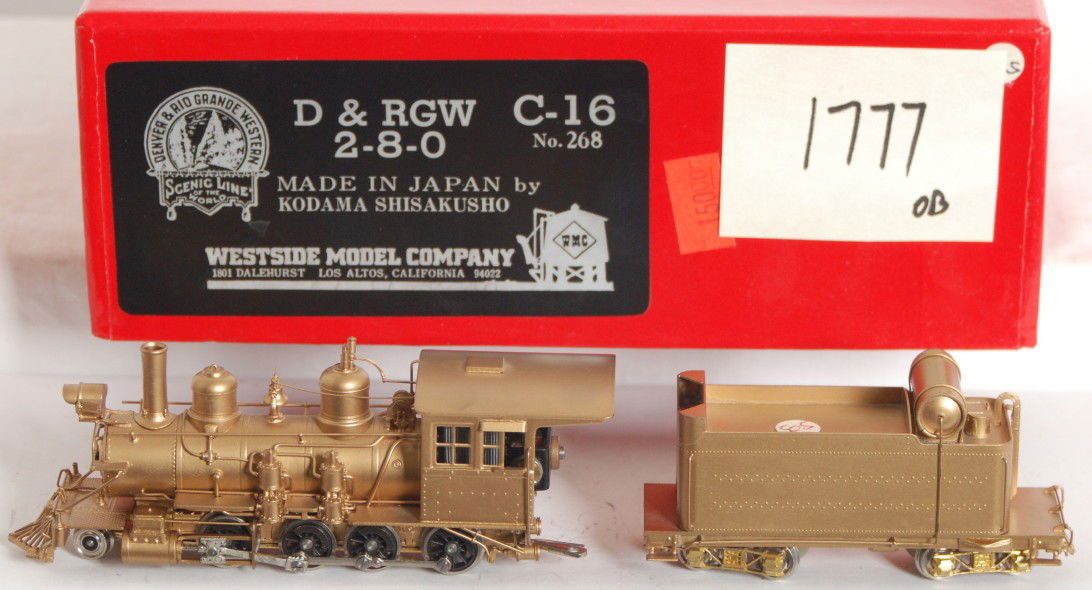 DENVER & RIO GRANDE WESTERN
SCENIC LINE
OF THE
WORLD
D & RGW C-16
2-8-0 No. 268
MADE IN JAPAN by
KODAMA SHISAKUSHO
WESTSIDE MODEL COMPANY
1801 DALEHURST LOS ALTOS, CALIFORNIA 94022
WMC
1777
OB
S